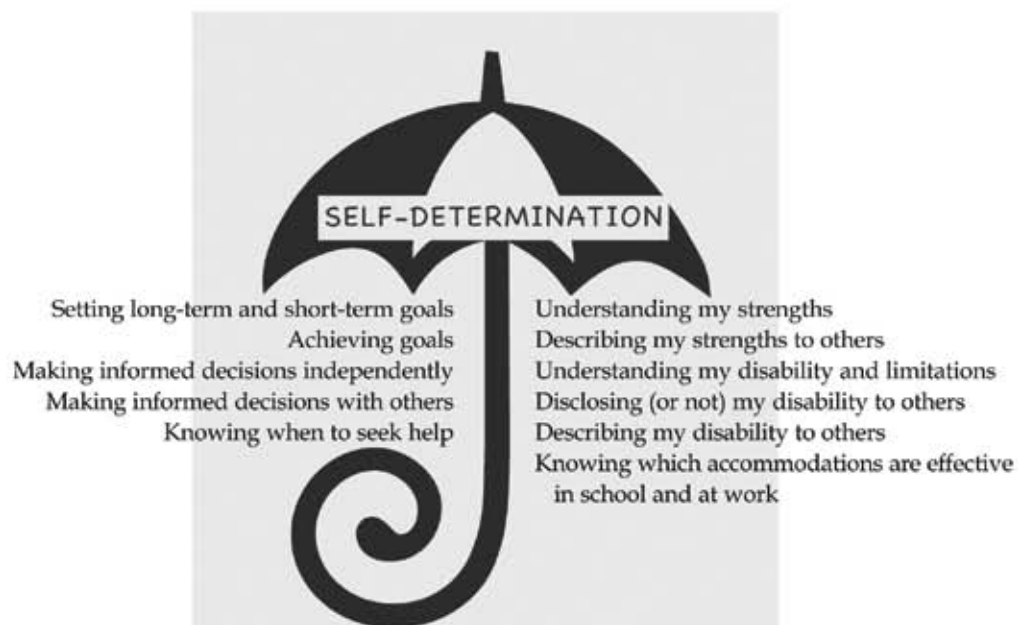 SELF-DETERMINATION
Setting long-term and short-term goals
Achieving goals
Making informed decisions independently
Making informed decisions with others
Knowing when to seek help
Understanding my strengths
Describing my strengths to others
Understanding my disability and limitations
Disclosing (or not) my disability to others
Describing my disability to others
Knowing which accommodations are effective
in school and at work